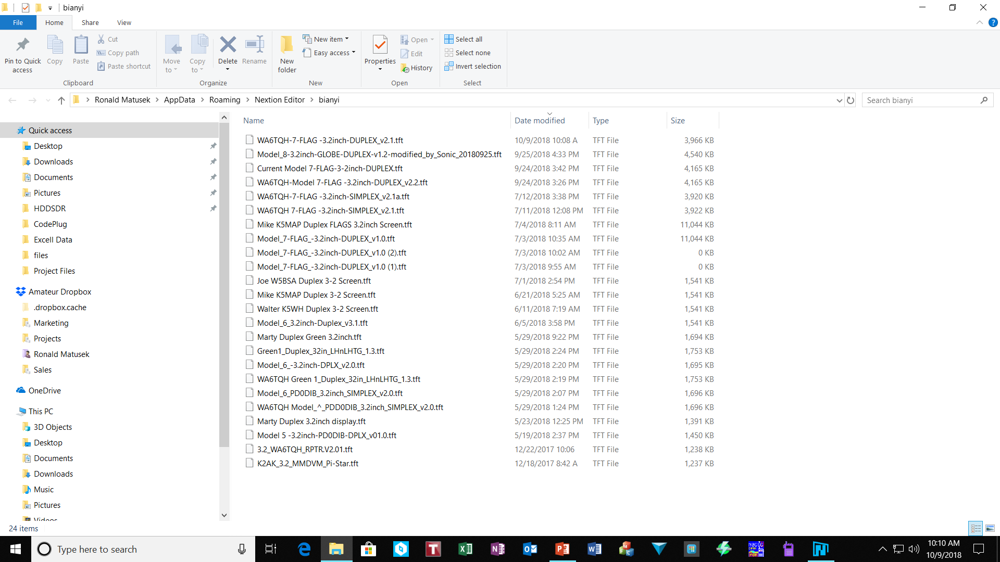 bianyi
File Home Share View
Pin to Quick access
Copy
Paste
Cut
Copy path
Paste shortcut
Clipboard
Move to
Copy to
Delete
Rename
Organize
New folder
New item
Easy access
New
Properties
Open
Edit
History
Open
Select all
Select none
Invert selection
Select
Ronald Matusek > AppData > Roaming > Nextion Editor > bianyi
Search bianyi
Quick access
Desktop
Downloads
Documents
Pictures
HDDSDR
CodePlug
Excell Data
files
Project Files
Amateur Dropbox
.dropbox.cache
Marketing
Projects
Ronald Matusek
Sales
OneDrive
This PC
3D Objects
Desktop
Documents
Downloads
Music
Pictures
Videos
Name Date modified Type Size
WA6TQH-7-FLAG -3.2inch-DUPLEX_v2.1.tft 10/9/2018 10:08 A TFT File 3,966 KB
Model_8-3.2inch-GLOBE-DUPLEX-v1.2-modified_by_Sonic_20180925.tft 9/25/2018 4:33 PM TFT File 4,540 KB
Current Model 7-FLAG-3-2inch-DUPLEX.tft 9/24/2018 3:42 PM TFT File 4,165 KB
WA6TQH-Model 7-FLAG -3.2inch-DUPLEX_v2.2.tft 9/24/2018 3:26 PM TFT File 4,165 KB
WA6TQH-7-FLAG -3.2inch-SIMPLEX_v2.1a.tft 7/12/2018 3:38 PM TFT File 3,920 KB
WA6TQH 7-FLAG -3.2inch-SIMPLEX_v2.1.tft 7/11/2018 12:08 PM TFT File 3,922 KB
Mike K5MAP Duplex FLAGS 3.2inch Screen.tft 7/4/2018 8:11 AM TFT File 11,044 KB
Model_7-FLAG_-3.2inch-DUPLEX_v1.0.tft 7/3/2018 10:35 AM TFT File 11,044 KB
Model_7-FLAG_-3.2inch-DUPLEX_v1.0 (2).tft 7/3/2018 10:02 AM TFT File 0 KB
Model_7-FLAG_-3.2inch-DUPLEX_v1.0 (1).tft 7/3/2018 9:55 AM TFT File 0 KB
Joe W5BSA Duplex 3-2 Screen.tft 7/1/2018 2:54 PM TFT File 1,541 KB
Mike K5MAP Duplex 3-2 Screen.tft 6/21/2018 5:25 AM TFT File 1,541 KB
Walter K5WH Duplex 3-2 Screen.tft 6/11/2018 7:19 AM TFT File 1,541 KB
Model_6_3.2inch-Duplex_v3.1.tft 6/5/2018 3:58 PM TFT File 1,541 KB
Marty Duplex Green 3.2inch.tft 5/29/2018 9:22 PM TFT File 1,694 KB
Green1_Duplex_32in_LHnLHTG_1.3.tft 5/29/2018 2:24 PM TFT File 1,753 KB
Model_6_-3.2inch-DPLX_v2.0.tft 5/29/2018 2:20 PM TFT File 1,695 KB
WA6TQH Green 1_Duplex_32in_LHnLHTG_1.3.tft 5/29/2018 2:19 PM TFT File 1,753 KB
Model_6_PD0DIB_3.2inch_SIMPLEX_v2.0.tft 5/29/2018 2:07 PM TFT File 1,696 KB
WA6TQH Model_^_PDD0DIB_3.2inch_SIMPLEX_v2.0.tft 5/29/2018 1:24 PM TFT File 1,696 KB
Marty Duplex 3.2inch display.tft 5/23/2018 12:25 PM TFT File 1,391 KB
Model 5 -3.2inch-PD0DIB-DPLX_v01.0.tft 5/19/2018 2:37 PM TFT File 1,450 KB
3.2_WA6TQH_RPTR.V2.01.tft 12/22/2017 10:06 TFT File 1,238 KB
K2AK_3.2_MMDVM_Pi-Star.tft 12/18/2017 8:42 A TFT File 1,237 KB
24 items
Type here to search
10:10 AM
10/9/2018